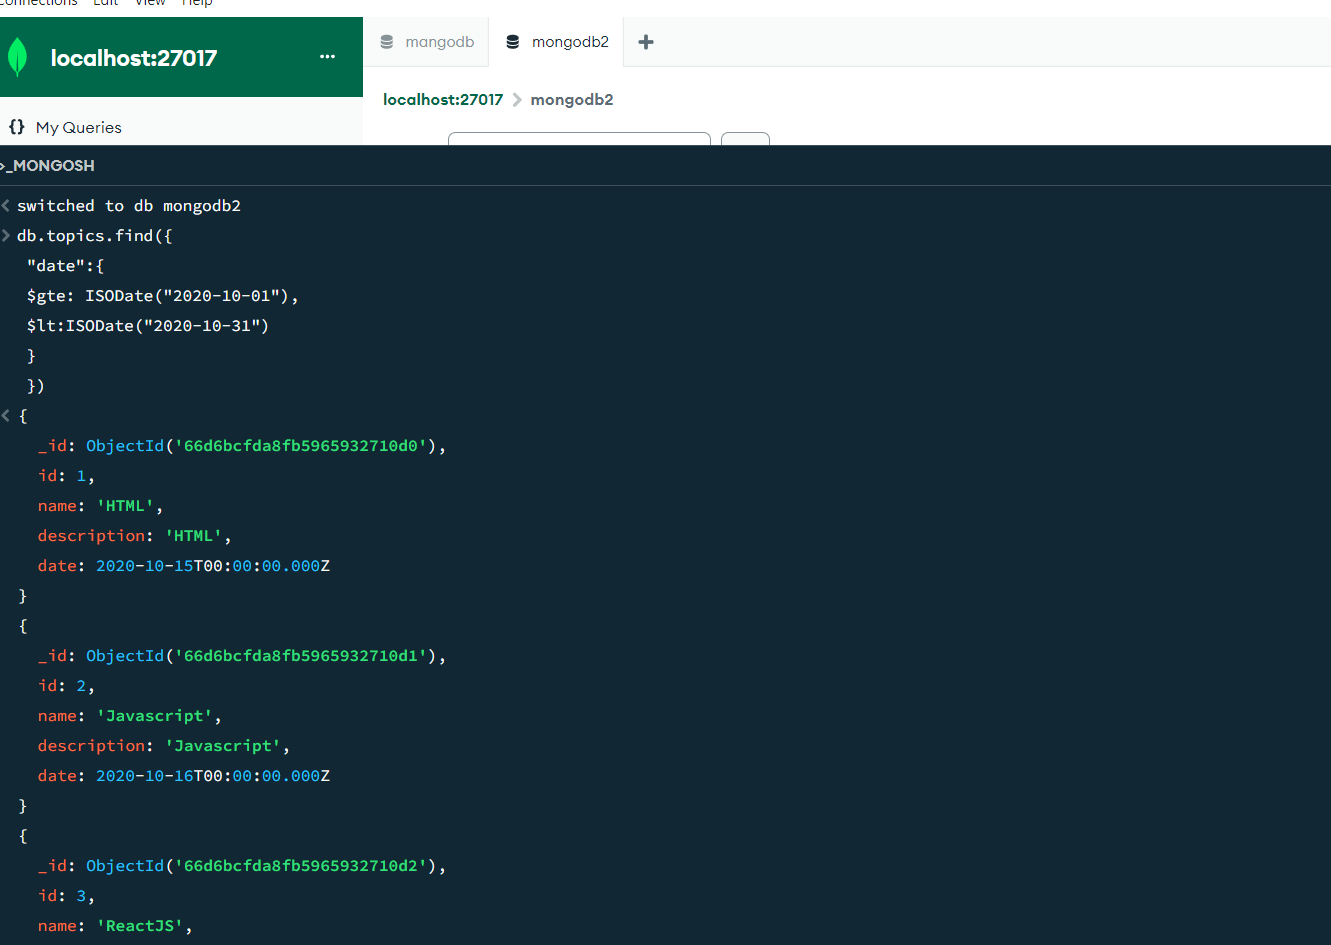 Connections Edit View Help
localhost:27017 ...
mangodb
mongodb2
+
localhost:27017 > mongodb2
{} My Queries
>_MONGOSH
< switched to db mongodb2
> db.topics.find({
"date":{
$gte: ISODate("2020-10-01"),
$lt:ISODate("2020-10-31")
}
})
< {
_id: ObjectId('66d6bcfda8fb5965932710d0'),
id: 1,
name: 'HTML',
description: 'HTML',
date: 2020-10-15T00:00:00.000Z
}
{
_id: ObjectId('66d6bcfda8fb5965932710d1'),
id: 2,
name: 'Javascript',
description: 'Javascript',
date: 2020-10-16T00:00:00.000Z
}
{
_id: ObjectId('66d6bcfda8fb5965932710d2'),
id: 3,
name: 'ReactJS',